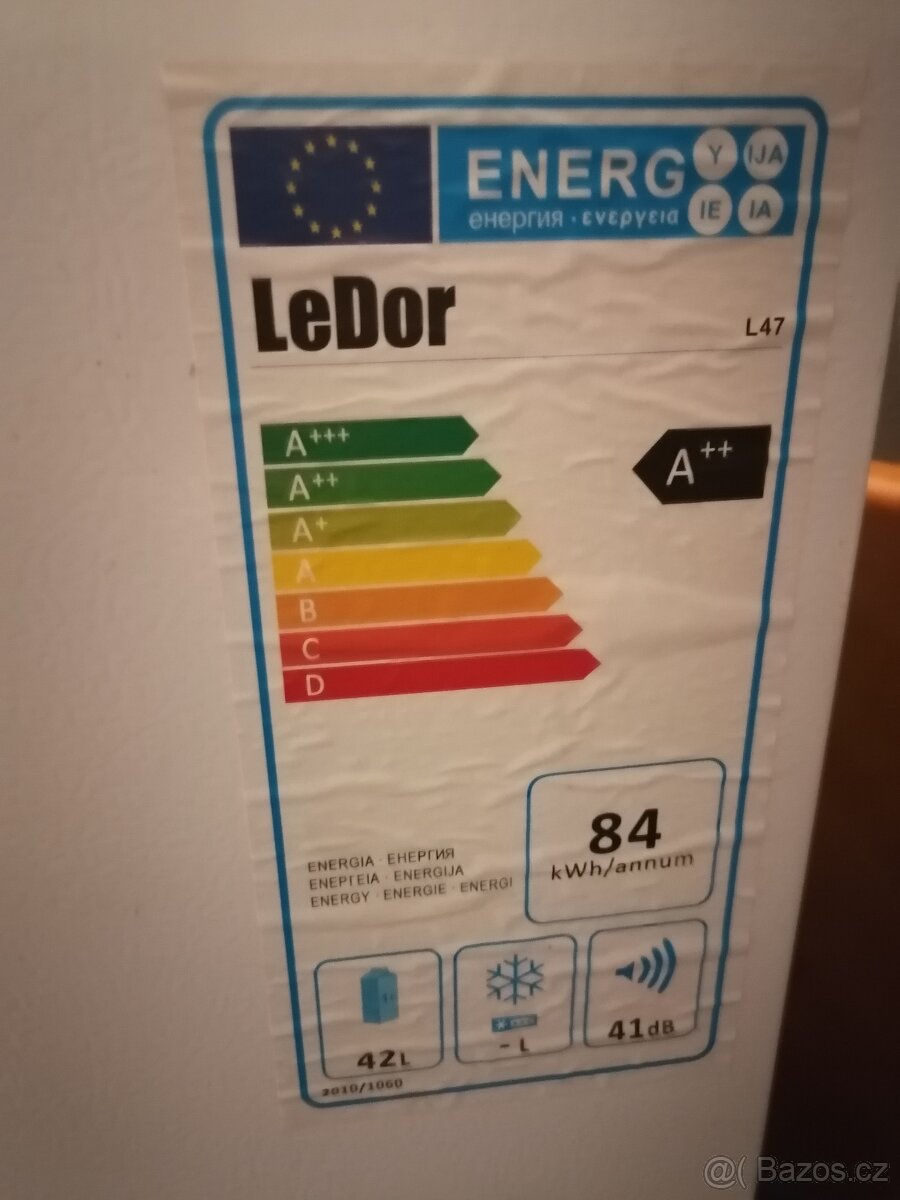 ENERG Y IJA
енергия · ενεργεια IE IA
LeDor
L47
A+++
A++
A++
A+
A
B
C
D
84
kWh/annum
ENERGIA · ЕНЕРГИЯ
ΕΝΕΡΓΕΙΑ · ENERGIJA
ENERGY · ENERGIE · ENERGI
42L
- L
41dB
2010/1060
@( Bazos.cz